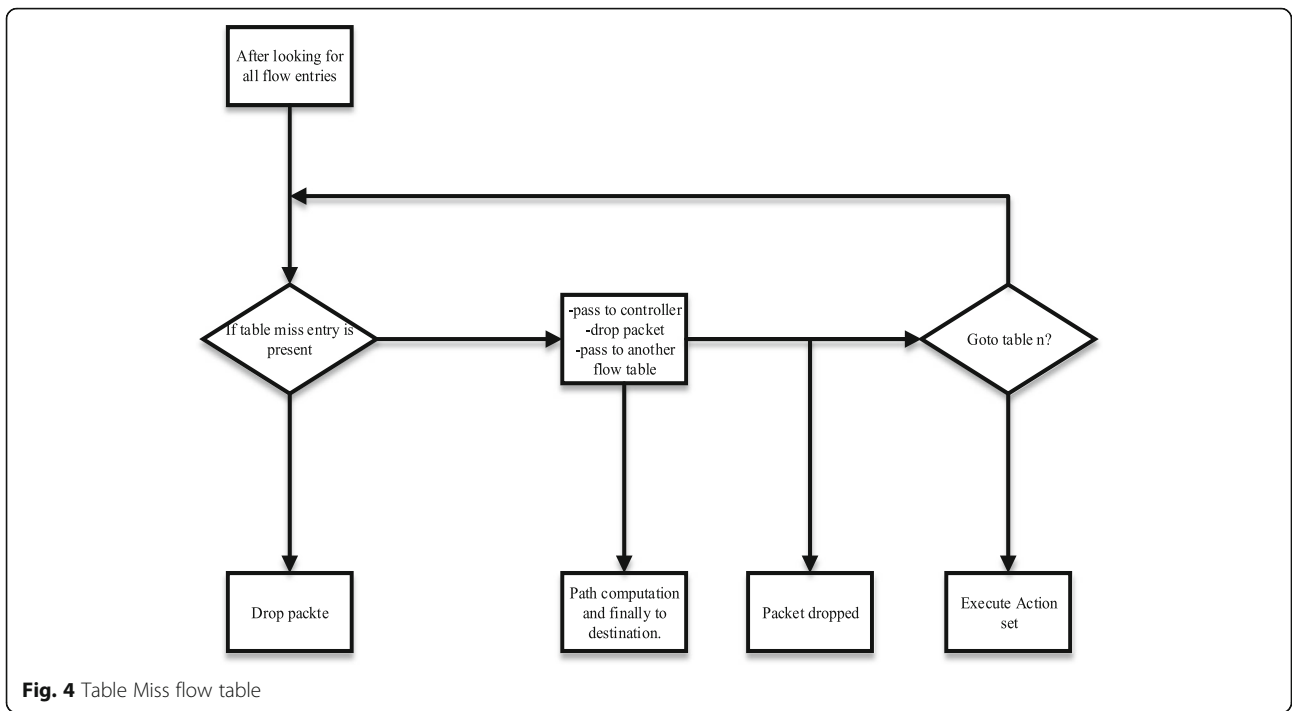 After looking for
all flow entries
If table miss entry is
present
-pass to controller
-drop packet
-pass to another
flow table
Goto table n?
Drop packte
Path computation
and finally to
destination.
Packet dropped
Execute Action
set
Fig. 4 Table Miss flow table